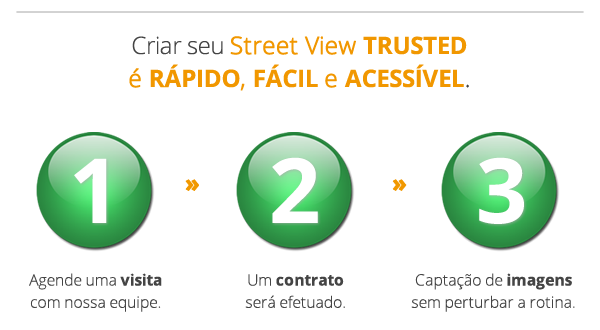 Criar seu Street View TRUSTED
é RÁPIDO, FÁCIL e ACESSÍVEL.
1 » 2 » 3
Agende uma visita
com nossa equipe.
Um contrato
será efetuado.
Captação de imagens
sem perturbar a rotina.